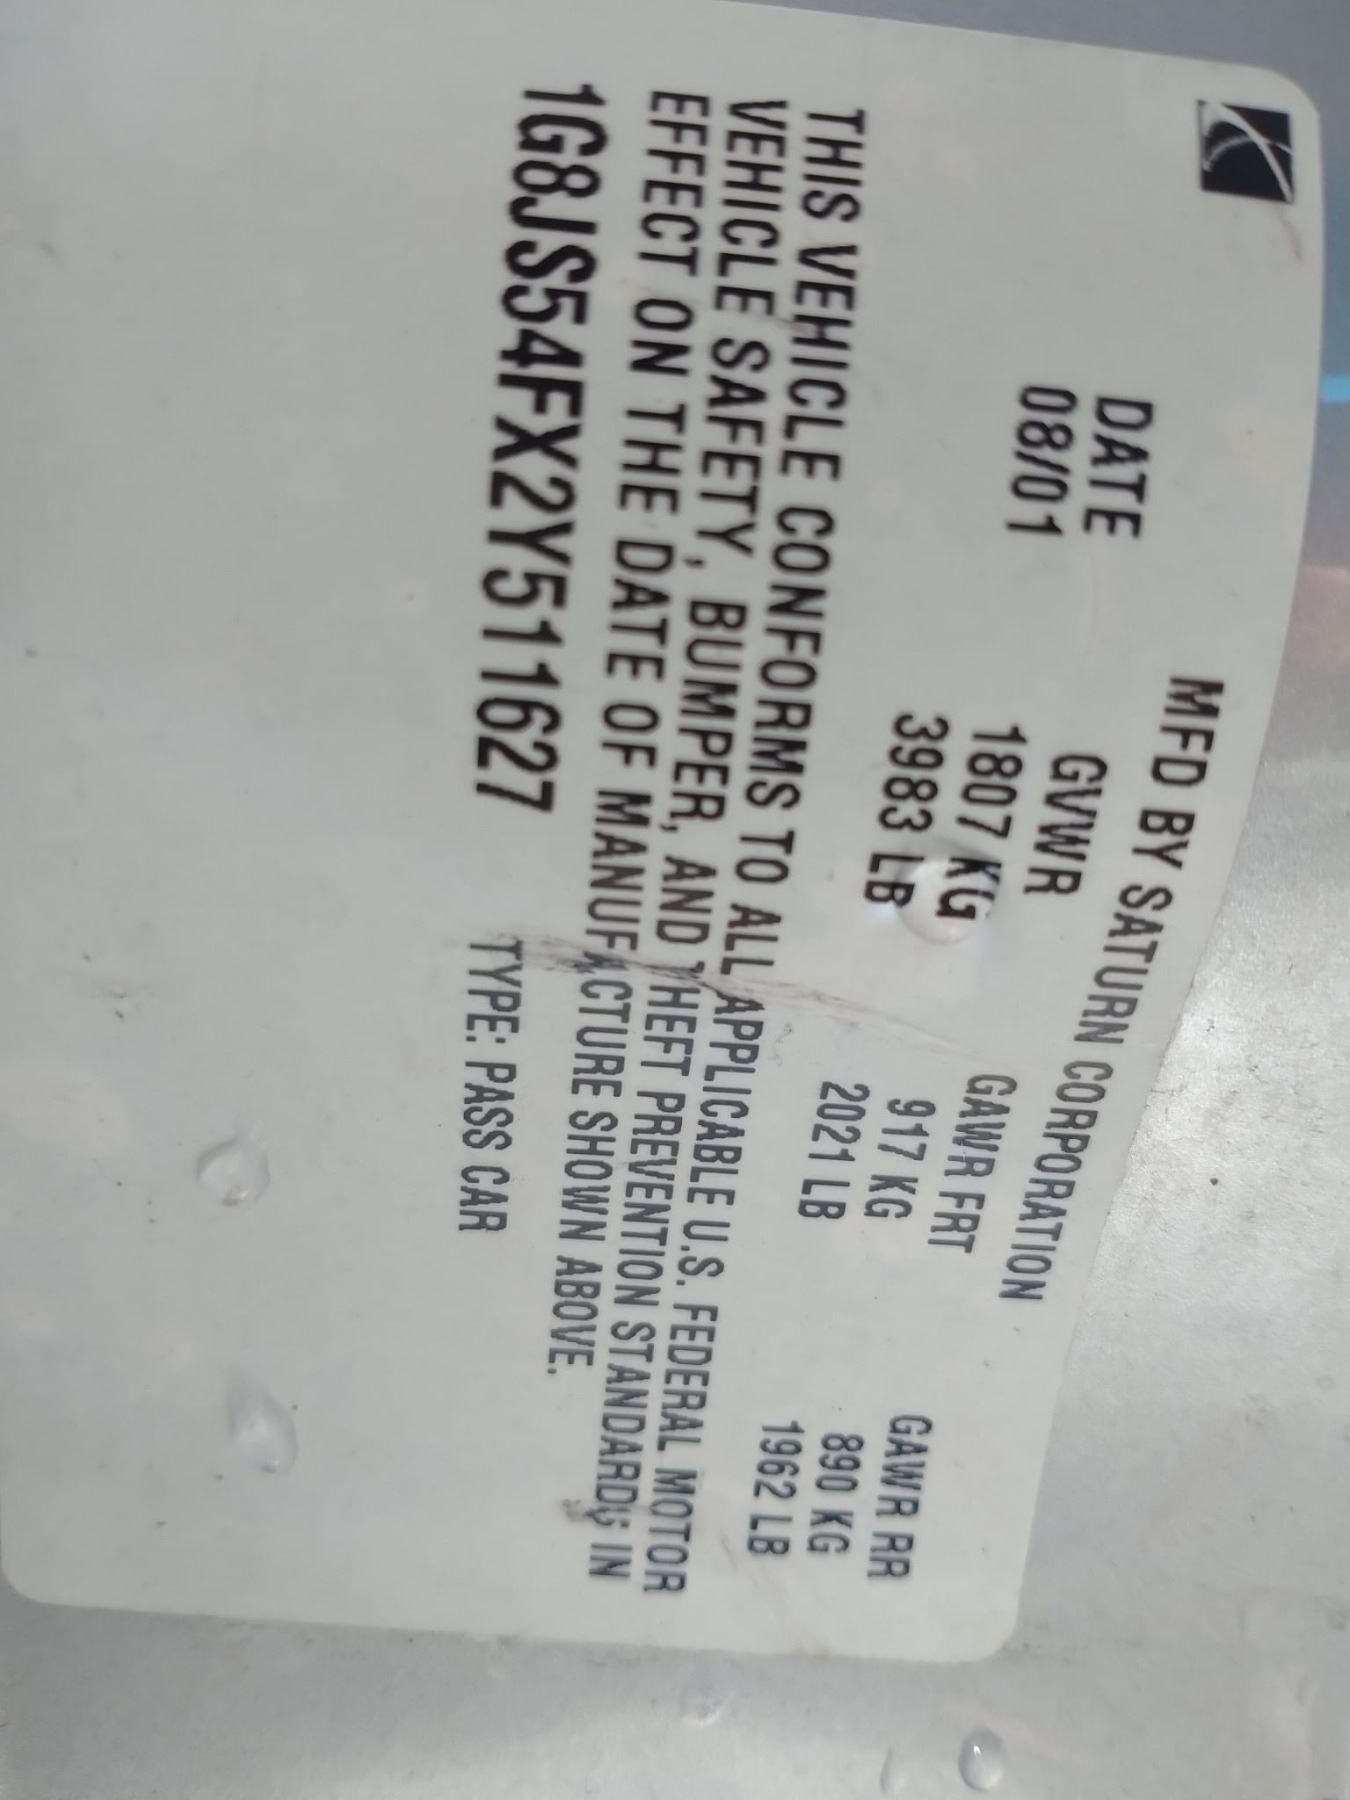 MFD BY SATURN CORPORATION
DATE GVWR GAWR FRT GAWR RR
08/01 1807 KG 917 KG 890 KG
3983 LB 2021 LB 1962 LB
THIS VEHICLE CONFORMS TO ALL APPLICABLE U.S. FEDERAL MOTOR
VEHICLE SAFETY, BUMPER, AND THEFT PREVENTION STANDARDS IN
EFFECT ON THE DATE OF MANUFACTURE SHOWN ABOVE.
1G8JS54FX2Y511627 TYPE: PASS CAR